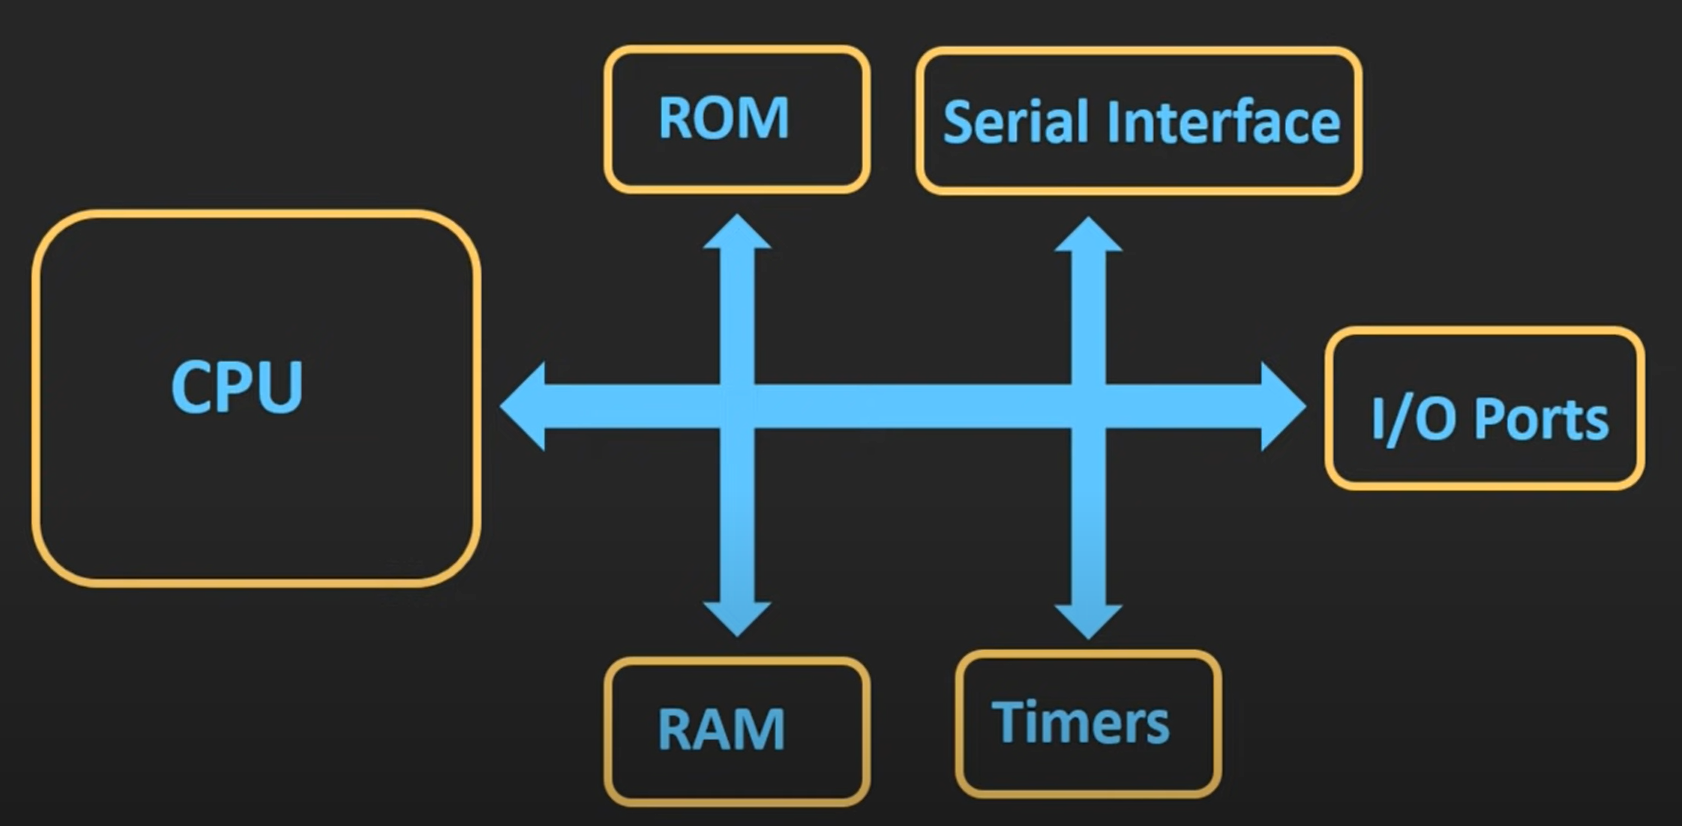 ROM
Serial Interface
CPU
I/O Ports
RAM
Timers